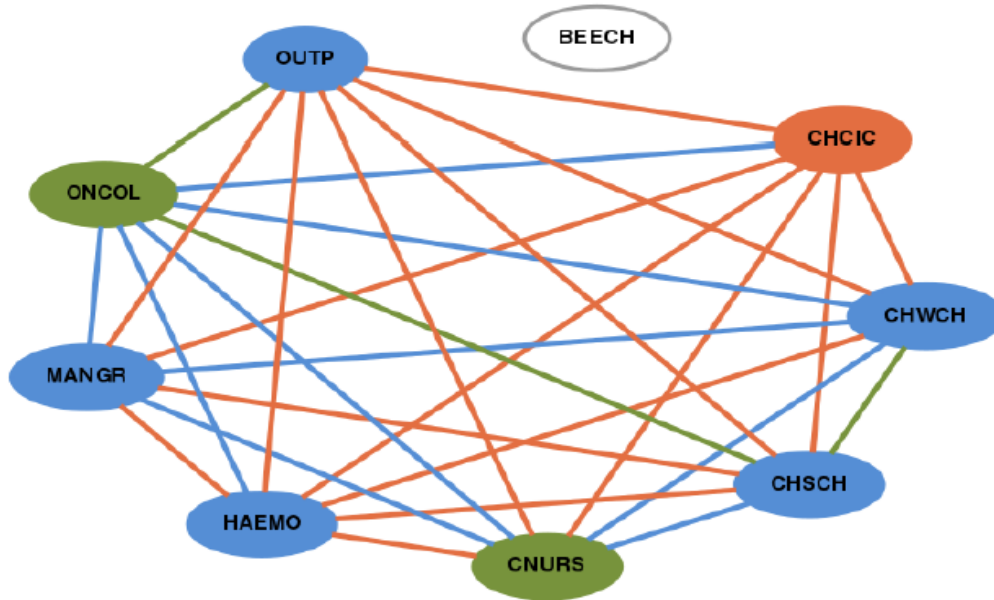 BEECH
OUTP
CHCIC
ONCOL
CHWCH
MANGR
CHSCH
HAEMO
CNURS